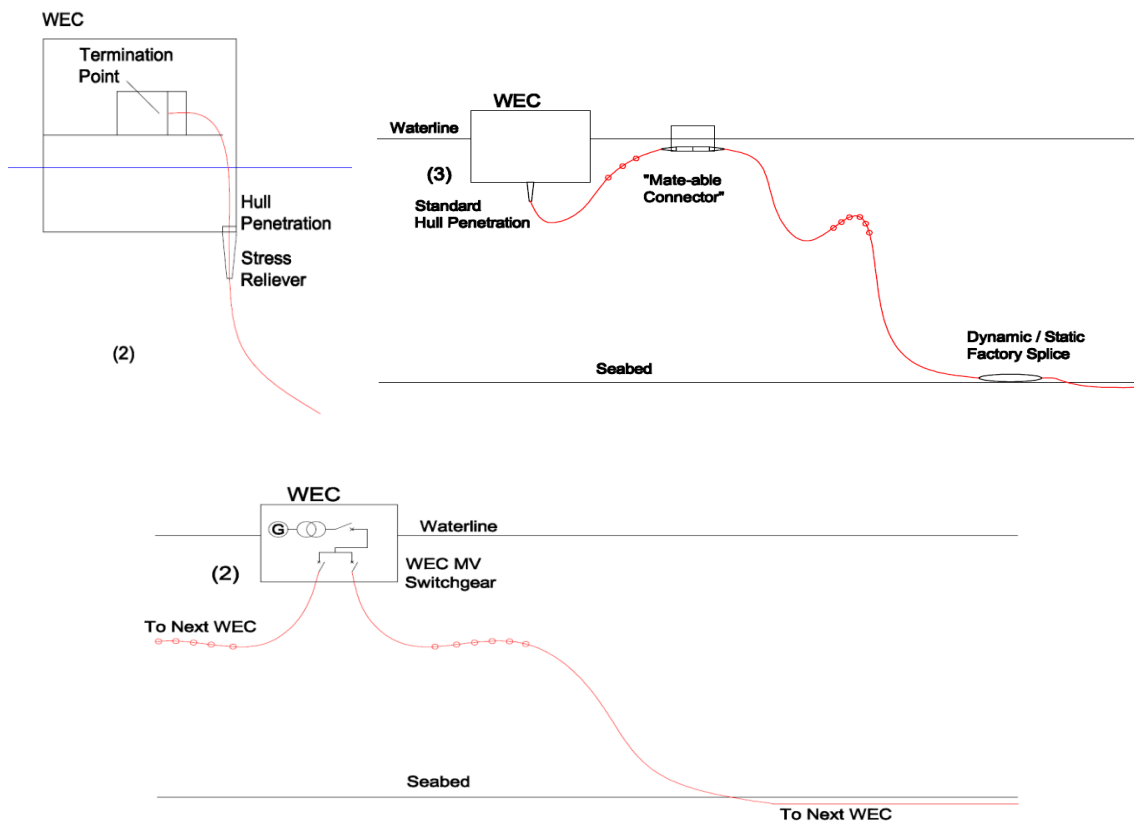 WEC
Termination
Point
Hull
Penetration
Stress
Reliever
(2)
WEC
Waterline
(3)
"Mate-able
Connector"
Standard
Hull Penetration
Dynamic / Static
Factory Splice
Seabed
WEC
G
Waterline
(2)
WEC MV
Switchgear
To Next WEC
Seabed
To Next WEC